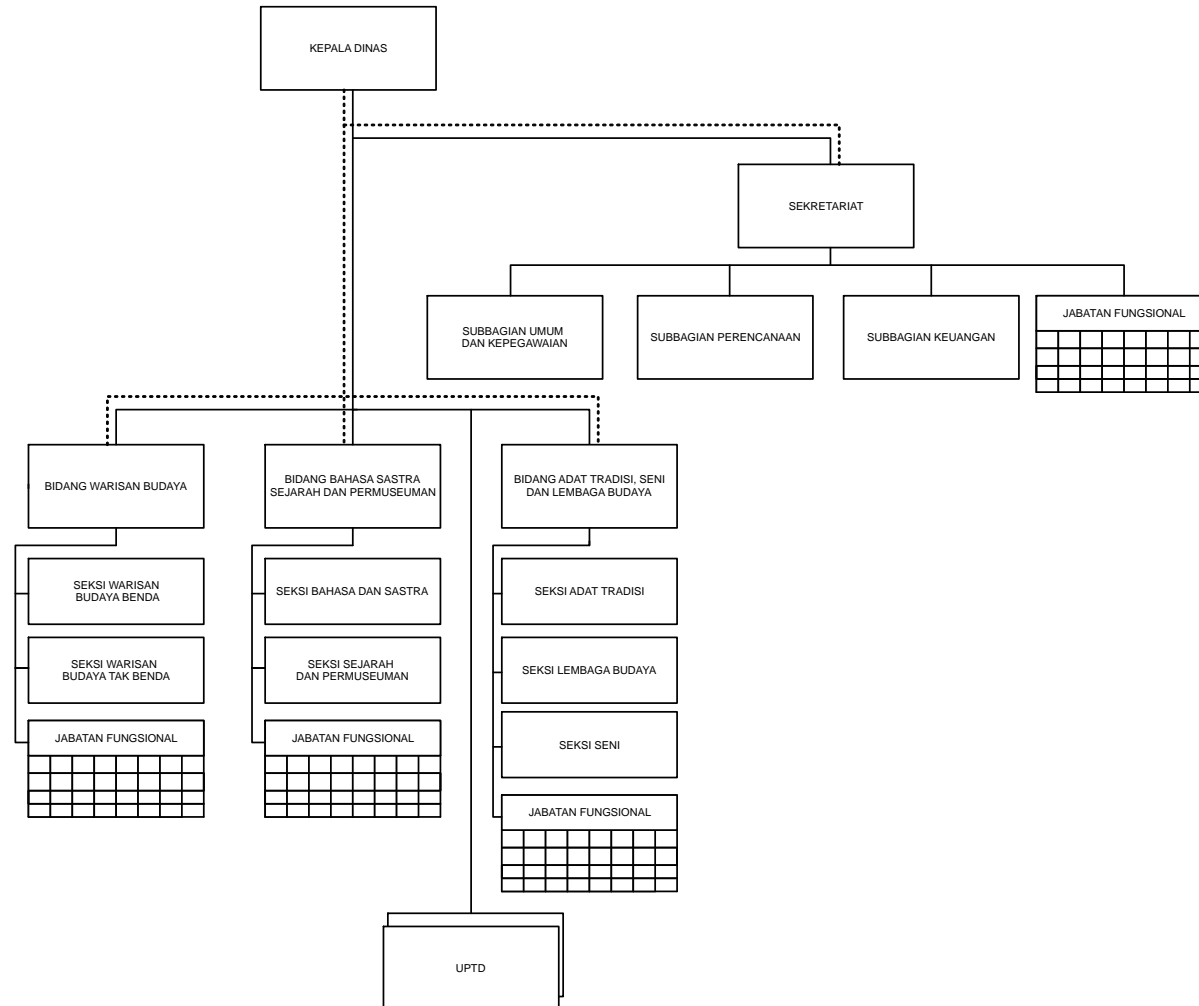 KEPALA DINAS
SEKRETARIAT
SUBBAGIAN UMUM
DAN KEPEGAWAIAN
SUBBAGIAN PERENCANAAN
SUBBAGIAN KEUANGAN
JABATAN FUNGSIONAL
BIDANG WARISAN BUDAYA
BIDANG BAHASA SASTRA
SEJARAH DAN PERMUSEUMAN
BIDANG ADAT TRADISI, SENI
DAN LEMBAGA BUDAYA
SEKSI WARISAN
BUDAYA BENDA
SEKSI BAHASA DAN SASTRA
SEKSI ADAT TRADISI
SEKSI WARISAN
BUDAYA TAK BENDA
SEKSI SEJARAH
DAN PERMUSEUMAN
SEKSI LEMBAGA BUDAYA
JABATAN FUNGSIONAL
JABATAN FUNGSIONAL
SEKSI SENI
JABATAN FUNGSIONAL
UPTD